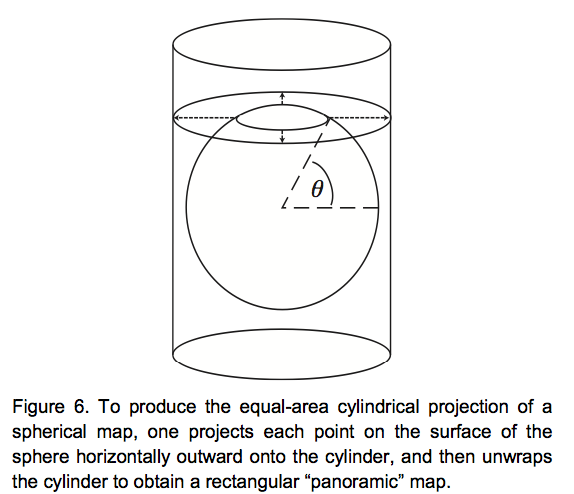 θ
Figure 6. To produce the equal-area cylindrical projection of a
spherical map, one projects each point on the surface of the
sphere horizontally outward onto the cylinder, and then unwraps
the cylinder to obtain a rectangular “panoramic” map.